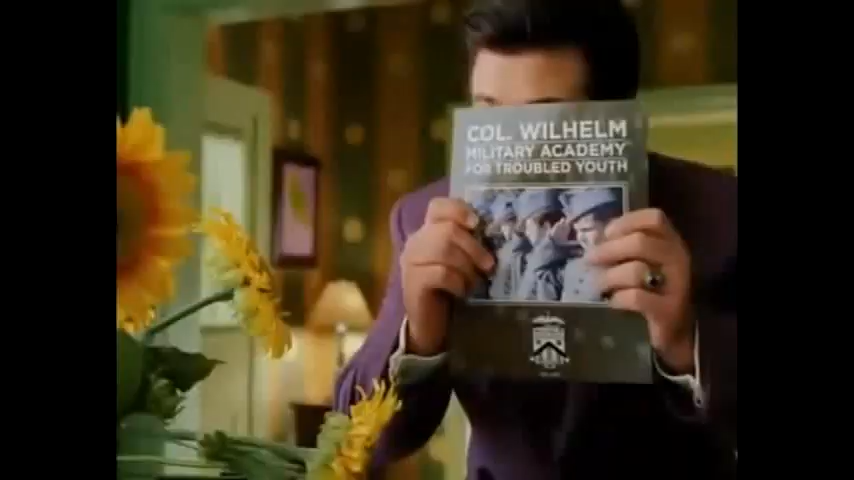 COL. WILHELM
MILITARY ACADEMY
FOR TROUBLED YOUTH